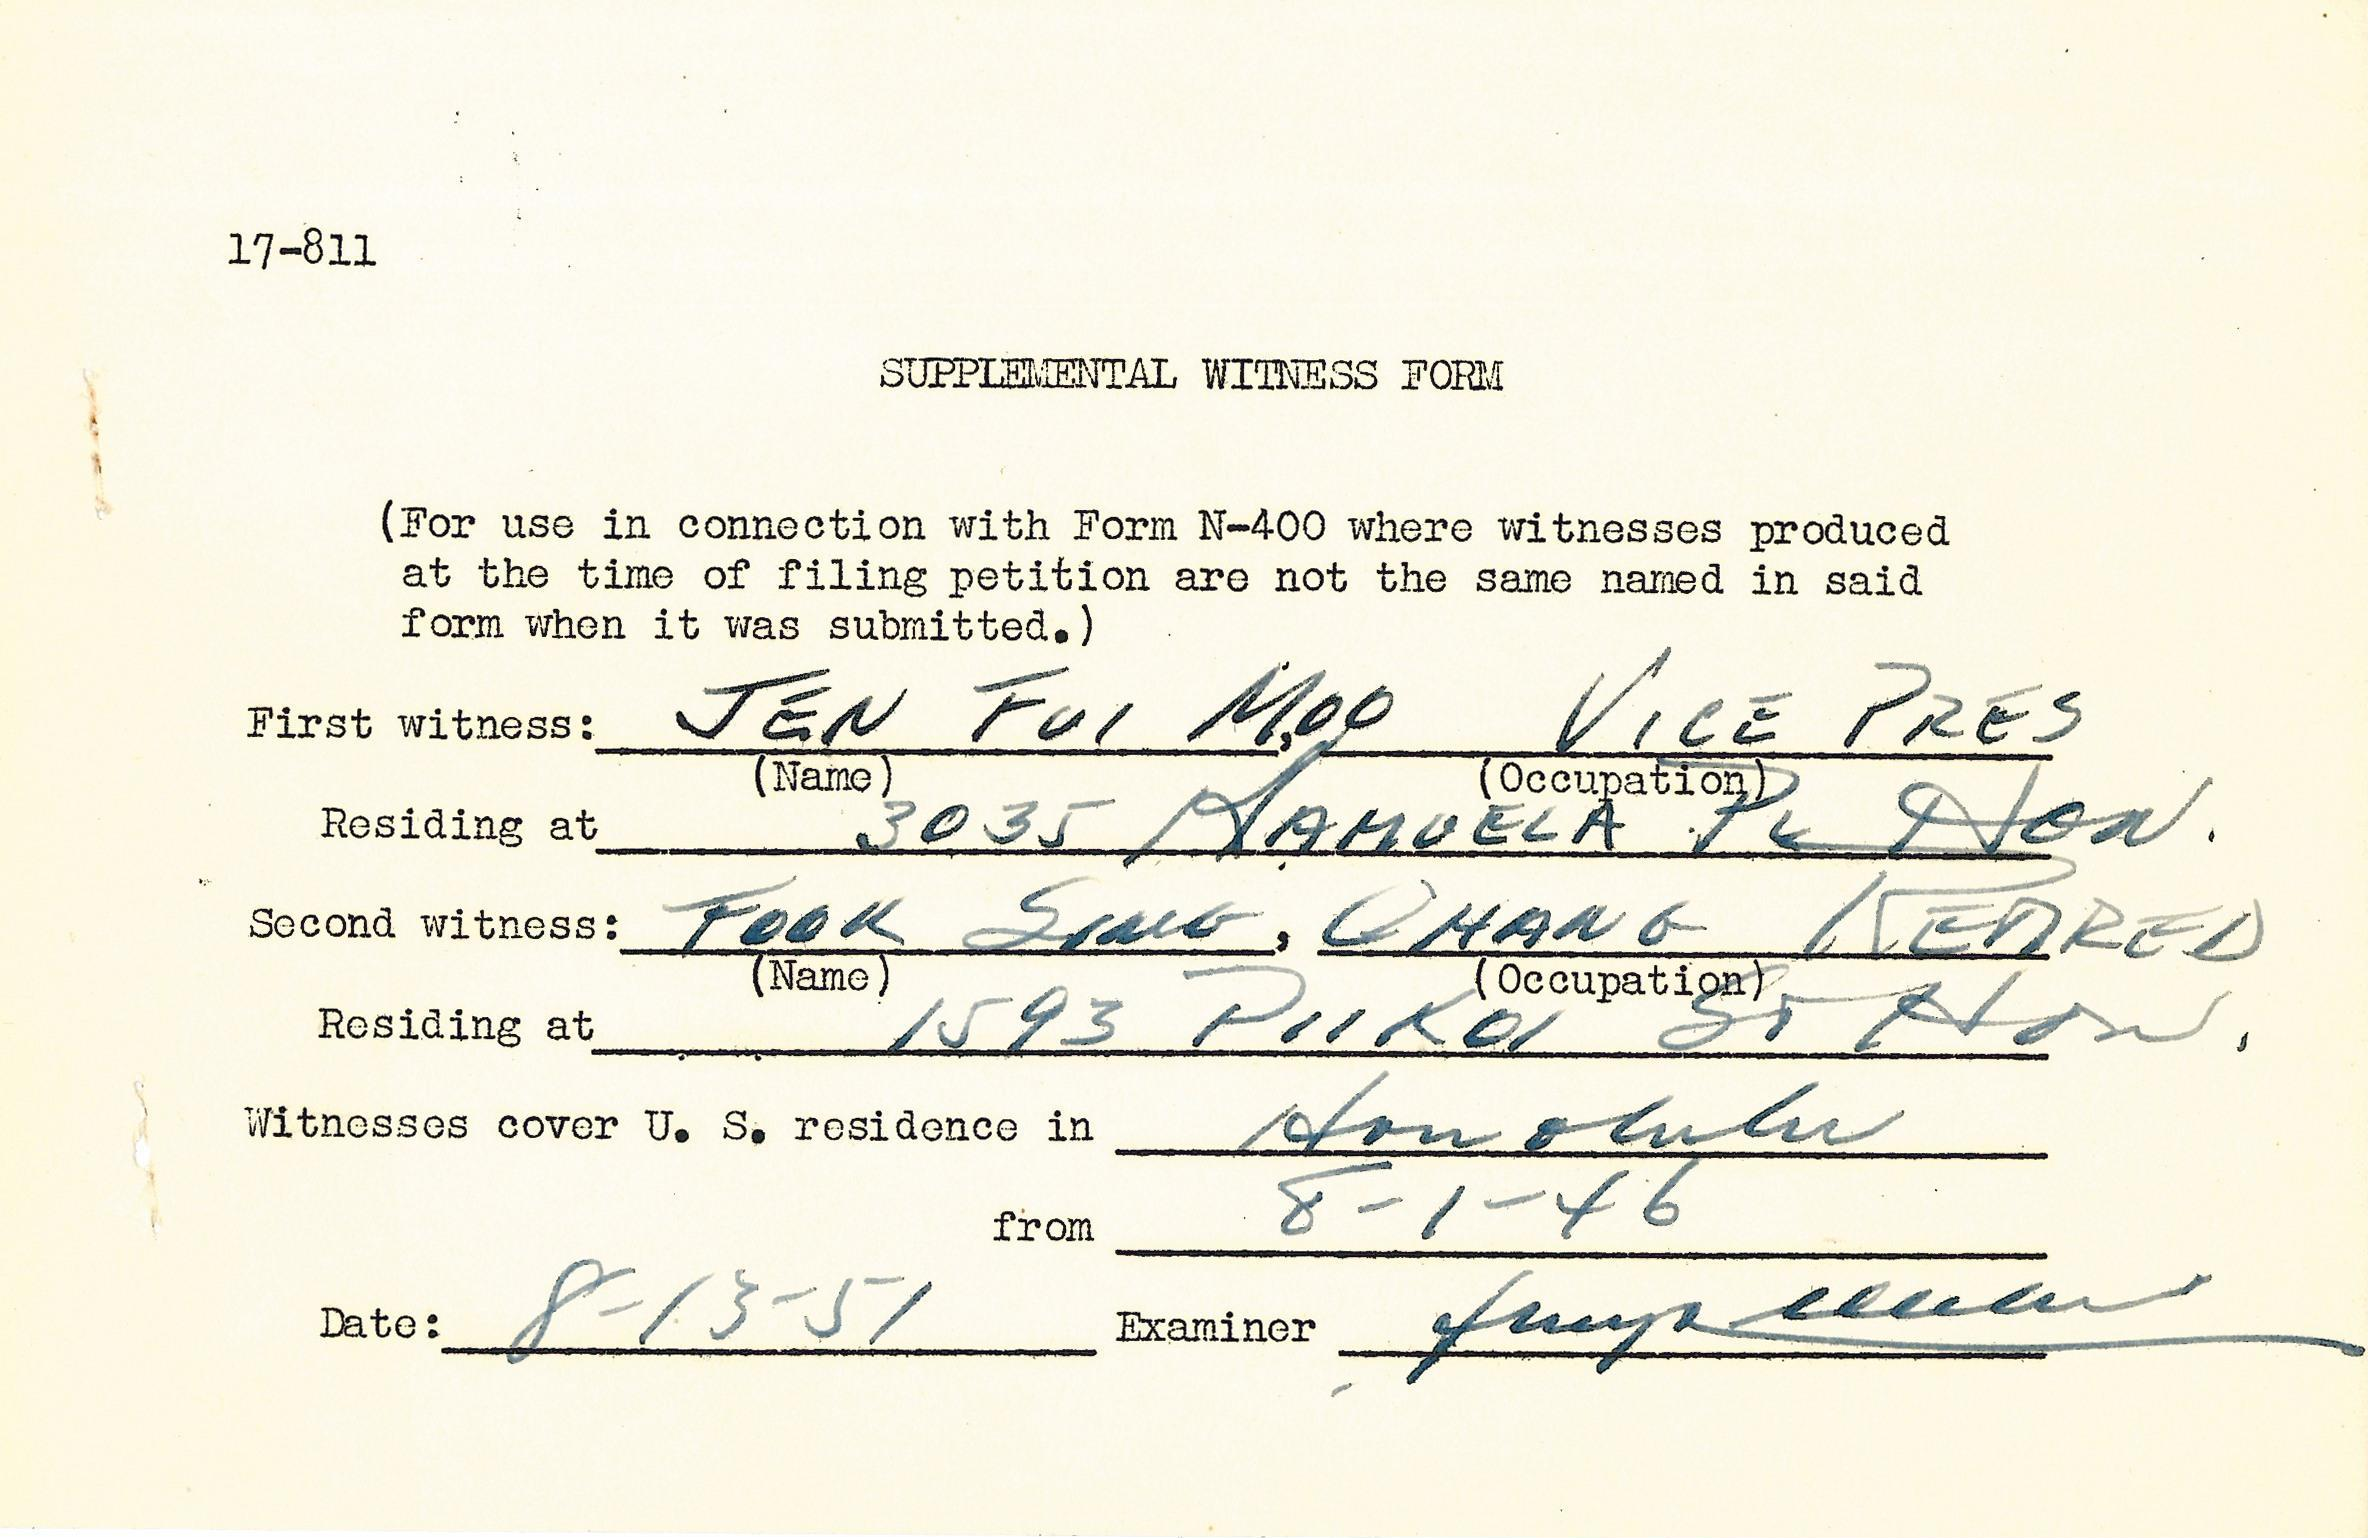 17-811
SUPPLEMENTAL WITNESS FORM
(For use in connection with Form N-400 where witnesses produced
at the time of filing petition are not the same named in said
form when it was submitted.)
First witness: JEN FUI MOO, VICE PRES
(Name) (Occupation)
Residing at 3035 KAMUELA PL HON.
Second witness: FOOK SING, CHANG RETIRED
(Name) (Occupation)
Residing at 1593 PIIKOI ST HON.
Witnesses cover U. S. residence in Honolulu
from 8-1-46
Date: 8-13-51 Examiner